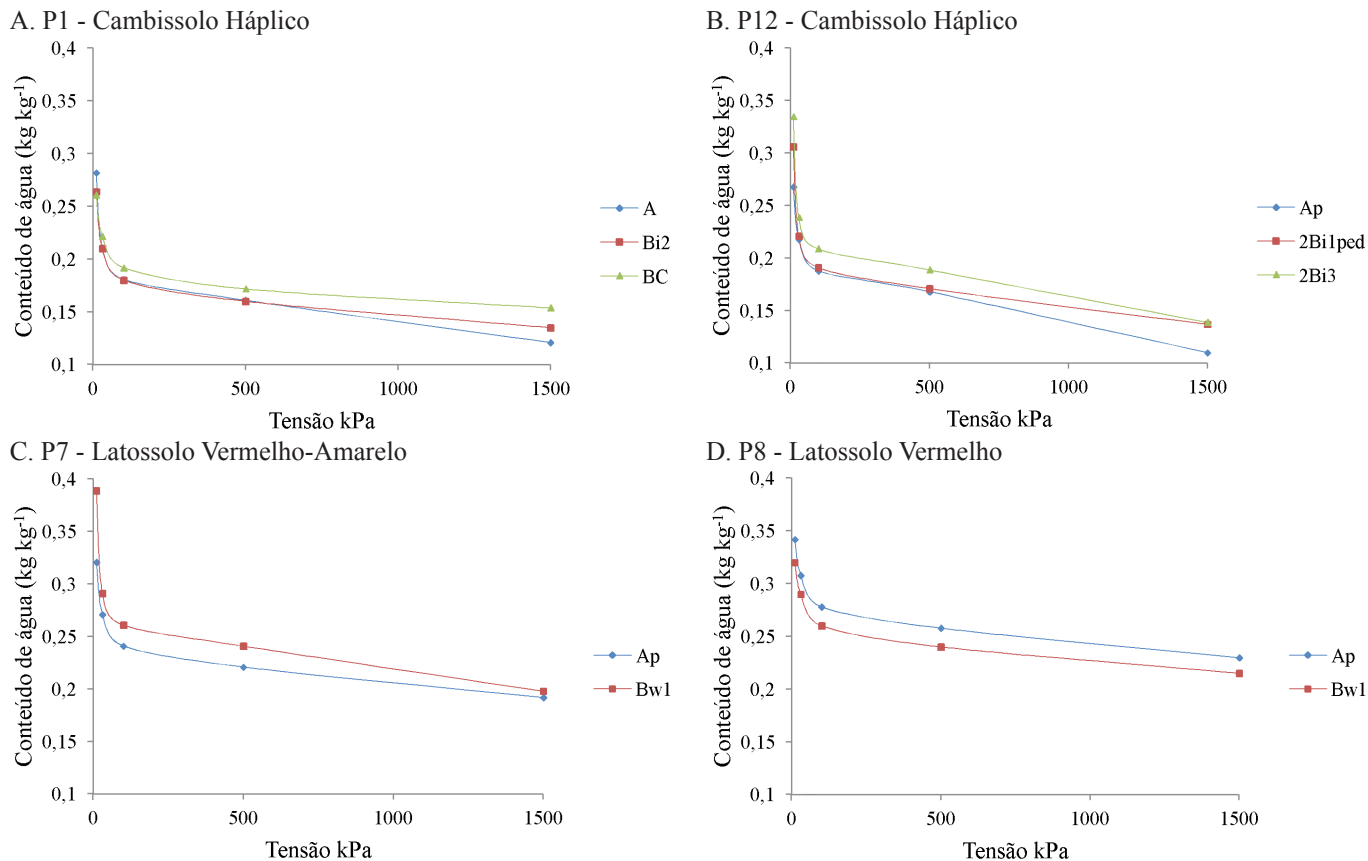 A. P1 - Cambissolo Háplico
Conteúdo de água (kg kg⁻¹)
0,4
0,35
0,3
0,25
0,2
0,15
0,1
0
500
1000
1500
Tensão kPa
A
Bi2
BC
B. P12 - Cambissolo Háplico
Conteúdo de água (kg kg⁻¹)
0,4
0,35
0,3
0,25
0,2
0,15
0,1
0
500
1000
1500
Tensão kPa
Ap
2Bi1ped
2Bi3
C. P7 - Latossolo Vermelho-Amarelo
Conteúdo de água (kg kg⁻¹)
0,4
0,35
0,3
0,25
0,2
0,15
0,1
0
500
1000
1500
Tensão kPa
Ap
Bw1
D. P8 - Latossolo Vermelho
Conteúdo de água (kg kg⁻¹)
0,4
0,35
0,3
0,25
0,2
0,15
0,1
0
500
1000
1500
Tensão kPa
Ap
Bw1